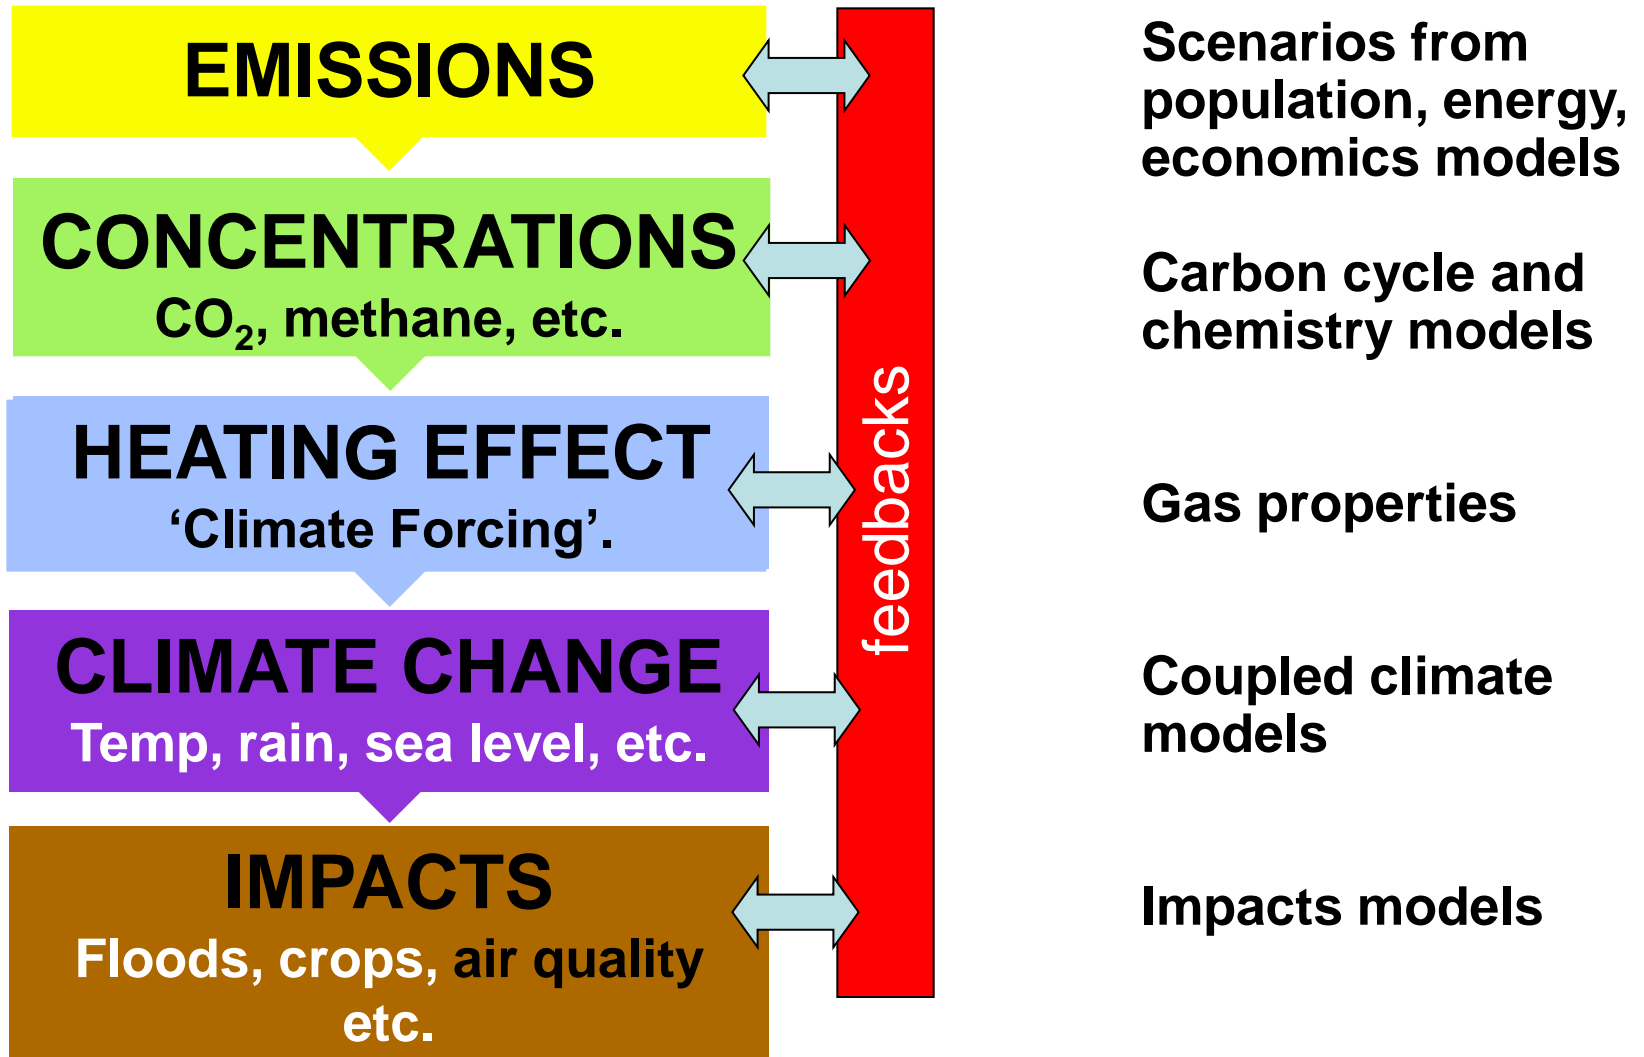 EMISSIONS
CONCENTRATIONS
CO₂, methane, etc.
HEATING EFFECT
‘Climate Forcing’.
CLIMATE CHANGE
Temp, rain, sea level, etc.
IMPACTS
Floods, crops, air quality
etc.
feedbacks
Scenarios from
population, energy,
economics models
Carbon cycle and
chemistry models
Gas properties
Coupled climate
models
Impacts models